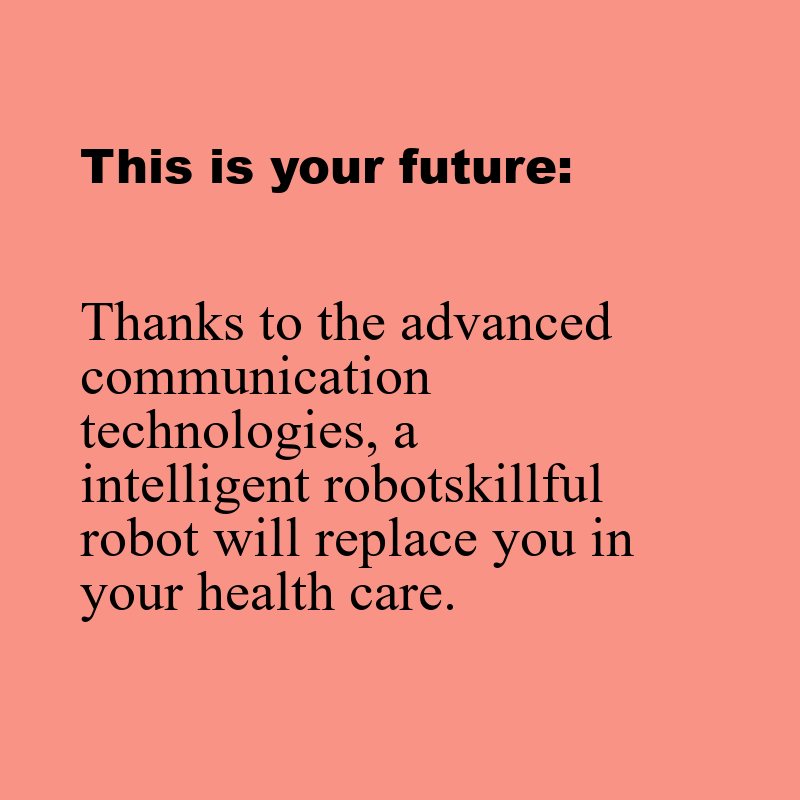 This is your future:
Thanks to the advanced
communication
technologies, a
intelligent robotskillful
robot will replace you in
your health care.